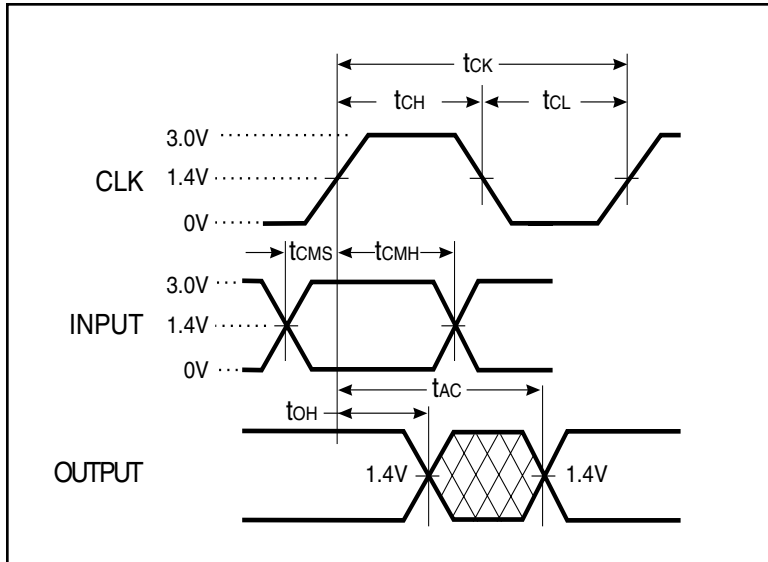 tCK
tCH tCL
3.0V
CLK 1.4V
0V
tCMS tCMH
3.0V
INPUT 1.4V
0V
tAC
tOH
OUTPUT 1.4V 1.4V